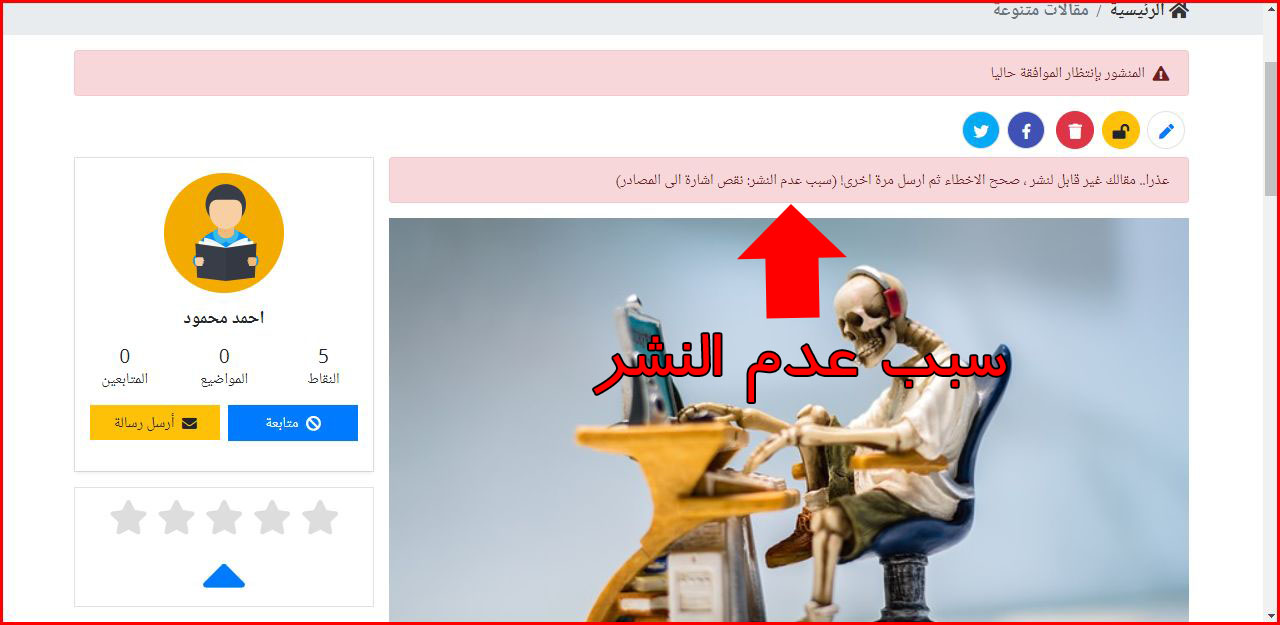 الرئيسية / مقالات متنوعة
المنشور بإنتظار الموافقة حاليا
عذرا.. مقالك غير قابل لنشر ، صحح الاخطاء ثم ارسل مرة اخرى! (سبب عدم النشر: نقص اشارة الى المصادر)
سبب عدم النشر
احمد محمود
5 0 0
النقاط المواضيع المتابعين
متابعة أرسل رسالة